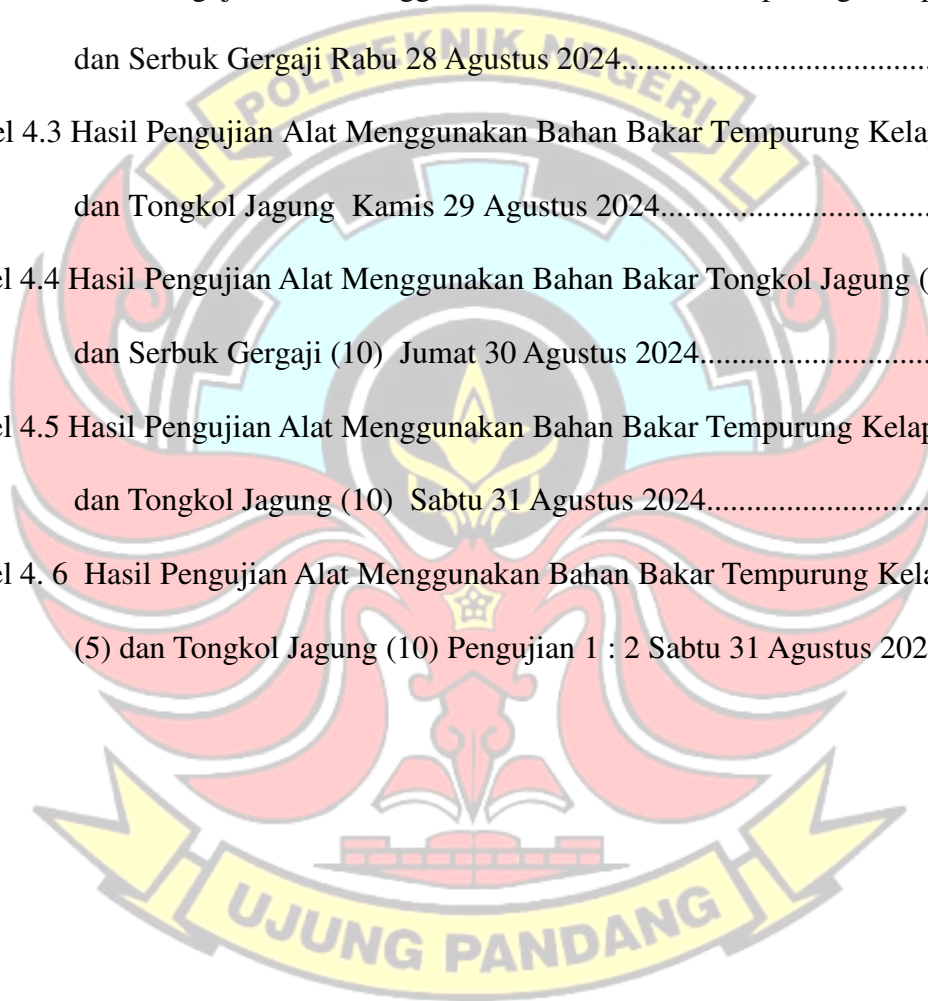 dan Serbuk Gergaji Rabu 28 Agustus 2024....................................
el 4.3 Hasil Pengujian Alat Menggunakan Bahan Bakar Tempurung Kela
dan Tongkol Jagung Kamis 29 Agustus 2024................................
el 4.4 Hasil Pengujian Alat Menggunakan Bahan Bakar Tongkol Jagung (
dan Serbuk Gergaji (10) Jumat 30 Agustus 2024...........................
el 4.5 Hasil Pengujian Alat Menggunakan Bahan Bakar Tempurung Kelap
dan Tongkol Jagung (10) Sabtu 31 Agustus 2024..........................
el 4. 6 Hasil Pengujian Alat Menggunakan Bahan Bakar Tempurung Kela
(5) dan Tongkol Jagung (10) Pengujian 1 : 2 Sabtu 31 Agustus 202
POLITEKNIK NEGERI
UJUNG PANDANG